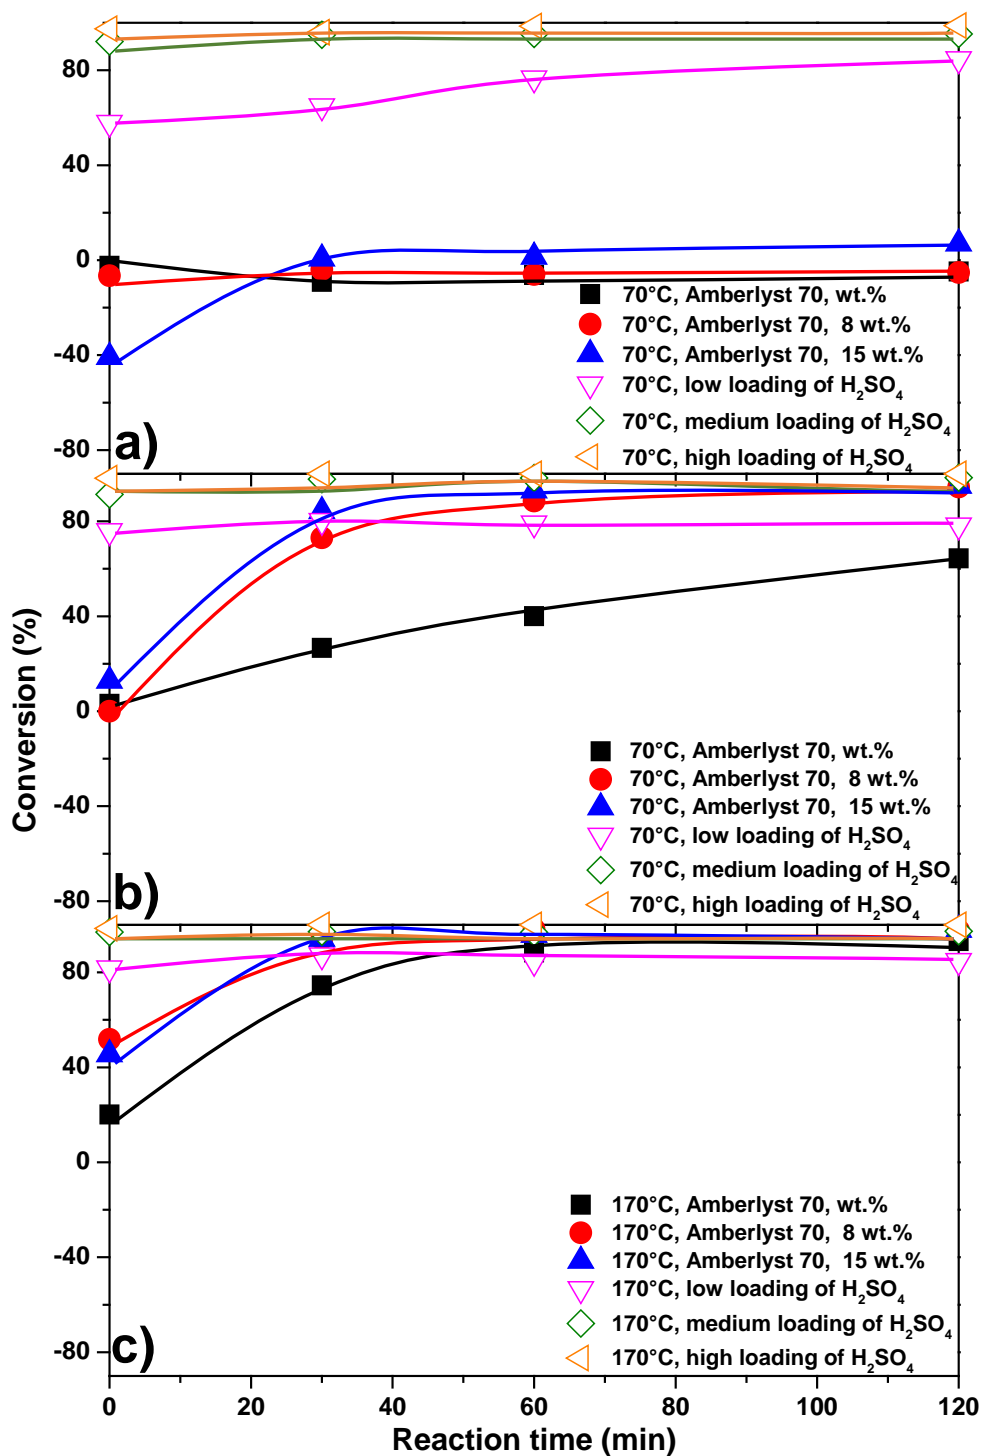 80
40
0
-40
-80
a)
70°C, Amberlyst 70, wt.%
70°C, Amberlyst 70, 8 wt.%
70°C, Amberlyst 70, 15 wt.%
70°C, low loading of H₂SO₄
70°C, medium loading of H₂SO₄
70°C, high loading of H₂SO₄
Conversion (%)
80
40
0
-40
-80
b)
70°C, Amberlyst 70, wt.%
70°C, Amberlyst 70, 8 wt.%
70°C, Amberlyst 70, 15 wt.%
70°C, low loading of H₂SO₄
70°C, medium loading of H₂SO₄
70°C, high loading of H₂SO₄
80
40
0
-40
-80
c)
170°C, Amberlyst 70, wt.%
170°C, Amberlyst 70, 8 wt.%
170°C, Amberlyst 70, 15 wt.%
170°C, low loading of H₂SO₄
170°C, medium loading of H₂SO₄
170°C, high loading of H₂SO₄
0 20 40 60 80 100 120
Reaction time (min)